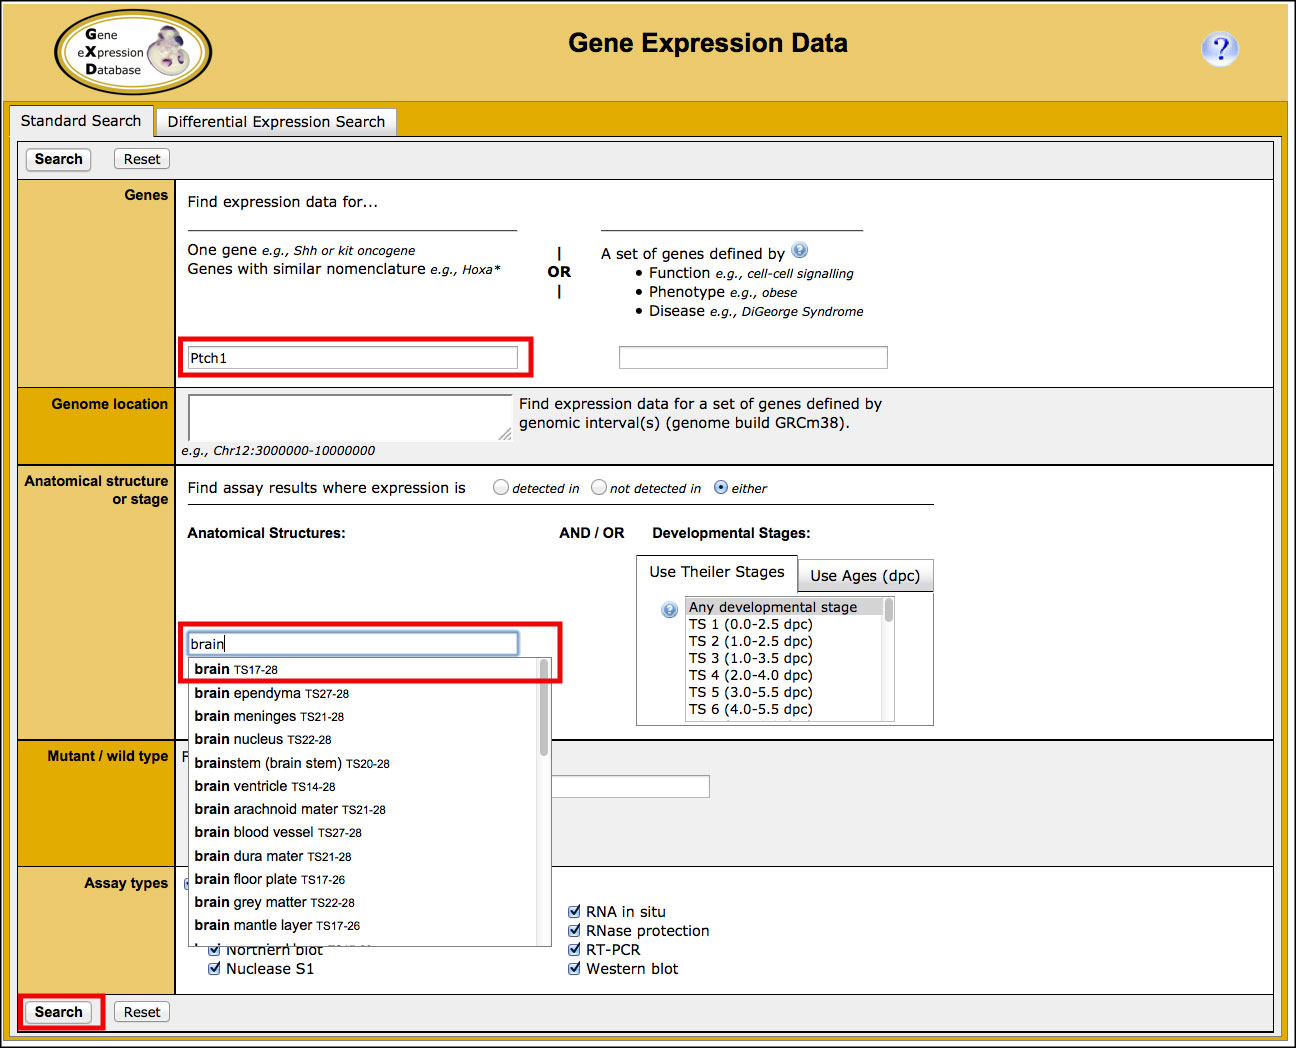 Gene
eXpression
Database
Gene Expression Data
?
Standard Search
Differential Expression Search
Search
Reset
Genes
Find expression data for...
One gene e.g., Shh or kit oncogene
Genes with similar nomenclature e.g., Hoxa*
|
OR
|
A set of genes defined by ?
• Function e.g., cell-cell signalling
• Phenotype e.g., obese
• Disease e.g., DiGeorge Syndrome
Ptch1
Genome location
Find expression data for a set of genes defined by
genomic interval(s) (genome build GRCm38).
e.g., Chr12:3000000-10000000
Anatomical structure
or stage
Find assay results where expression is
detected in
not detected in
either
Anatomical Structures:
AND / OR
Developmental Stages:
Use Theiler Stages
Use Ages (dpc)
?
Any developmental stage
TS 1 (0.0-2.5 dpc)
TS 2 (1.0-2.5 dpc)
TS 3 (1.0-3.5 dpc)
TS 4 (2.0-4.0 dpc)
TS 5 (3.0-5.5 dpc)
TS 6 (4.0-5.5 dpc)
brain
brain TS17-28
brain ependyma TS27-28
brain meninges TS21-28
brain nucleus TS22-28
brainstem (brain stem) TS20-28
brain ventricle TS14-28
brain arachnoid mater TS21-28
brain blood vessel TS27-28
brain dura mater TS21-28
brain floor plate TS17-26
brain grey matter TS22-28
brain mantle layer TS17-26
Mutant / wild type
Assay types
Northern blot
Nuclease S1
RNA in situ
RNase protection
RT-PCR
Western blot
Search
Reset